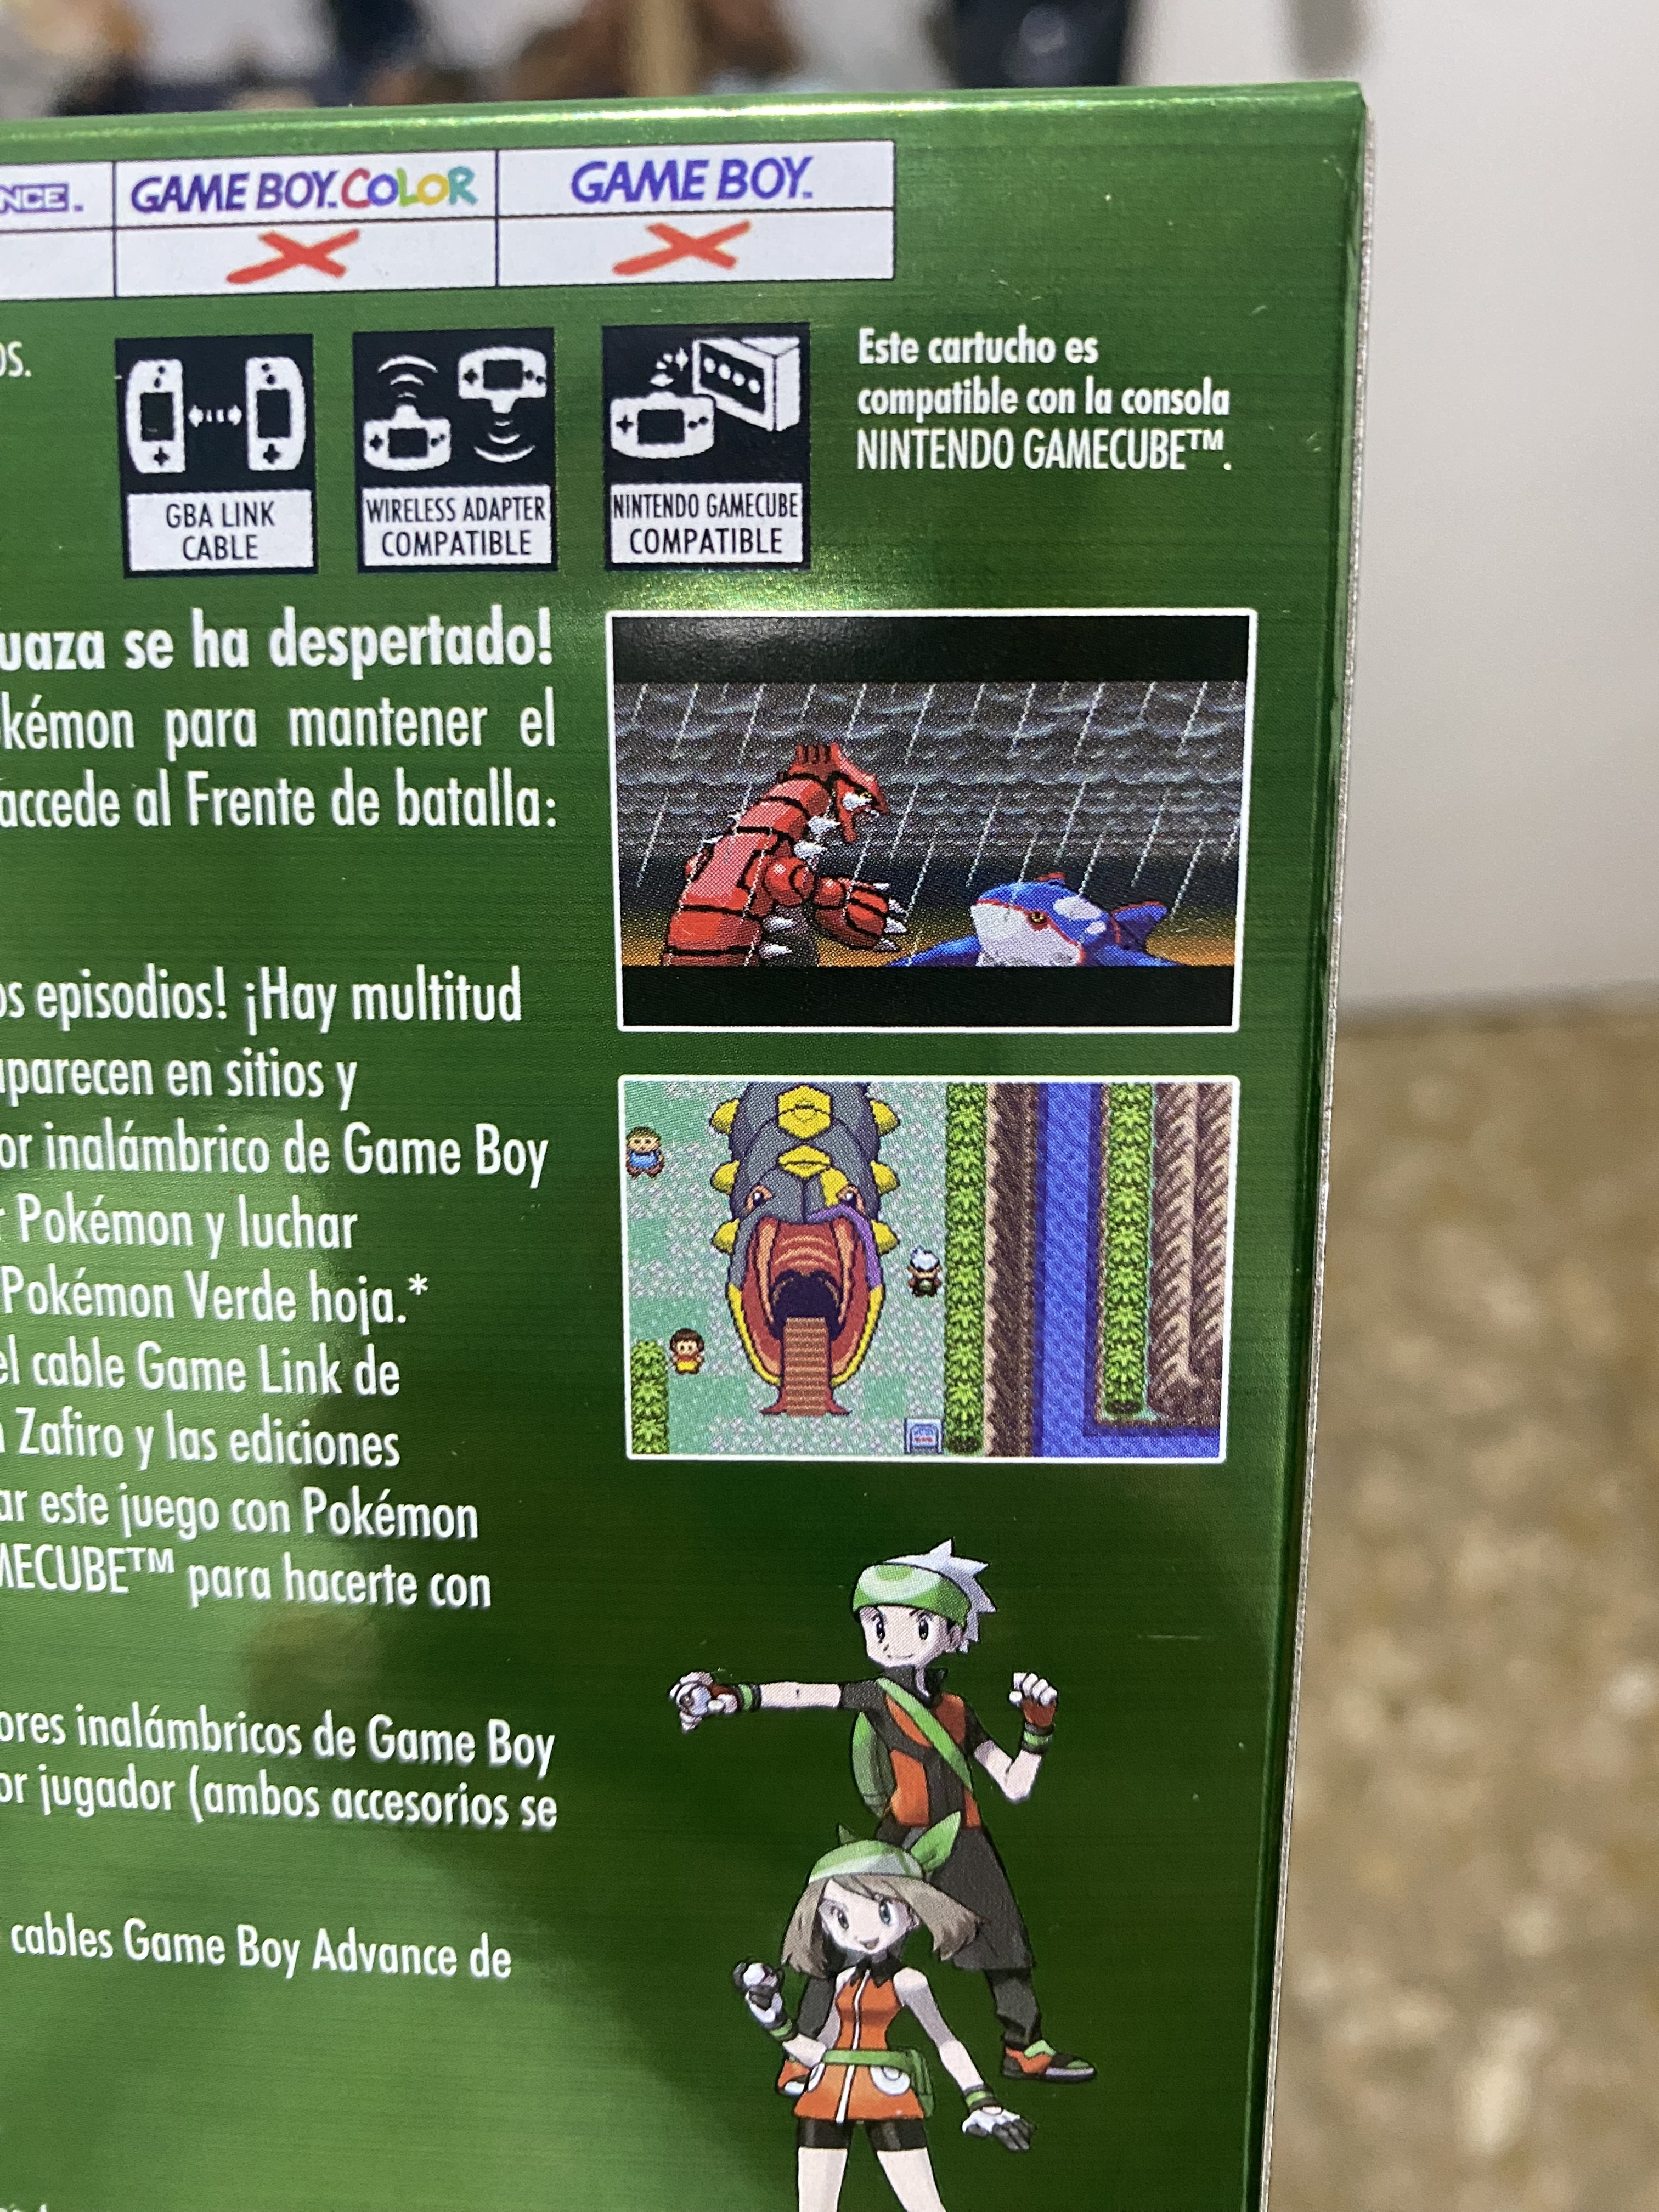 GAME BOY COLOR
GAME BOY™
GBA LINK
CABLE
WIRELESS ADAPTER
COMPATIBLE
NINTENDO GAMECUBE
COMPATIBLE
Este cartucho es
compatible con la consola
NINTENDO GAMECUBE™.
se ha despertado!
para mantener el
accede al Frente de batalla:
episodios! ¡Hay multitud
aparecen en sitios y
inalámbrico de Game Boy
Pokémon y luchar
Pokémon Verde hoja.*
el cable Game Link de
Zafiro y las ediciones
este juego con Pokémon
para hacerte con
inalámbricos de Game Boy
jugador (ambos accesorios se
cables Game Boy Advance de